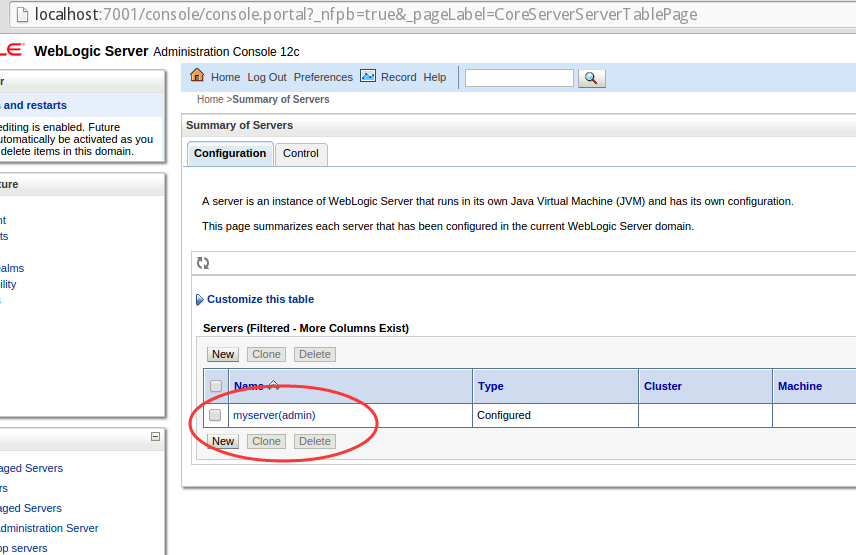 localhost:7001/console/console.portal?_nfpb=true&_pageLabel=CoreServerServerTablePage
WebLogic Server Administration Console 12c
Home Log Out Preferences Record Help
Home >Summary of Servers
and restarts
editing is enabled. Future
utomatically be activated as you
delete items in this domain.
Summary of Servers
Configuration Control
A server is an instance of WebLogic Server that runs in its own Java Virtual Machine (JVM) and has its own configuration.
This page summarizes each server that has been configured in the current WebLogic Server domain.
Customize this table
Servers (Filtered - More Columns Exist)
New Clone Delete
Name Type Cluster Machine
myserver(admin) Configured
New Clone Delete
ture
nt
ts
ealms
ility
aged Servers
rs
aged Servers
dministration Server
op servers